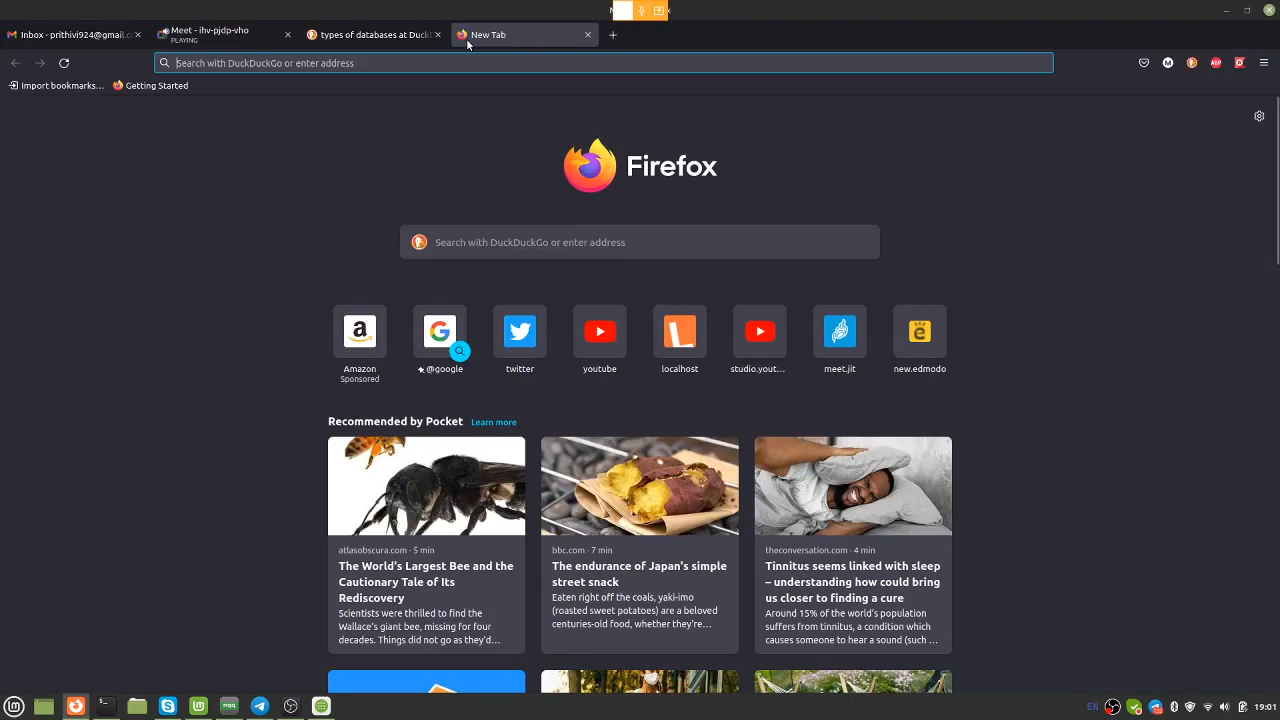 Inbox - prithivi924@gmail.c
Meet - ihv-pjdp-vho
PLAYING
types of databases at Duck
New Tab
Search with DuckDuckGo or enter address
Import bookmarks...
Getting Started
Firefox
Search with DuckDuckGo or enter address
Amazon
Sponsored
@google
twitter
youtube
localhost
studio.yout...
meet.jit
new.edmodo
Recommended by Pocket
Learn more
atlasobscura.com · 5 min
The World's Largest Bee and the
Cautionary Tale of Its
Rediscovery
Scientists were thrilled to find the
Wallace's giant bee, missing for four
decades. Things did not go as they'd...
bbc.com · 7 min
The endurance of Japan's simple
street snack
Eaten right off the coals, yaki-imo
(roasted sweet potatoes) are a beloved
centuries-old food, whether they're...
theconversation.com · 4 min
Tinnitus seems linked with sleep
– understanding how could bring
us closer to finding a cure
Around 15% of the world's population
suffers from tinnitus, a condition which
causes someone to hear a sound (such ...
EN
19:01